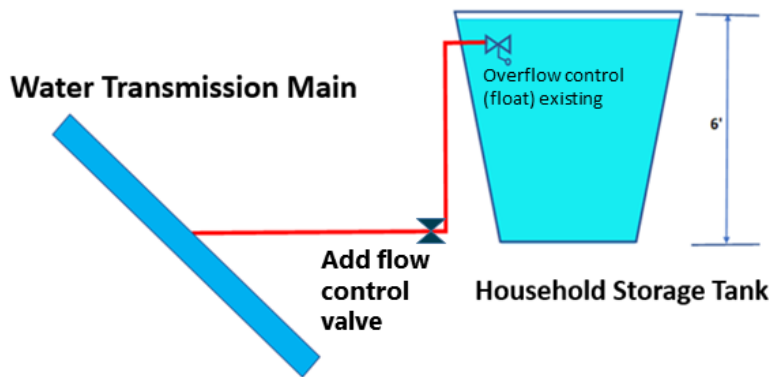 Water Transmission Main
Overflow control
(float) existing
6'
Add flow
control
valve
Household Storage Tank